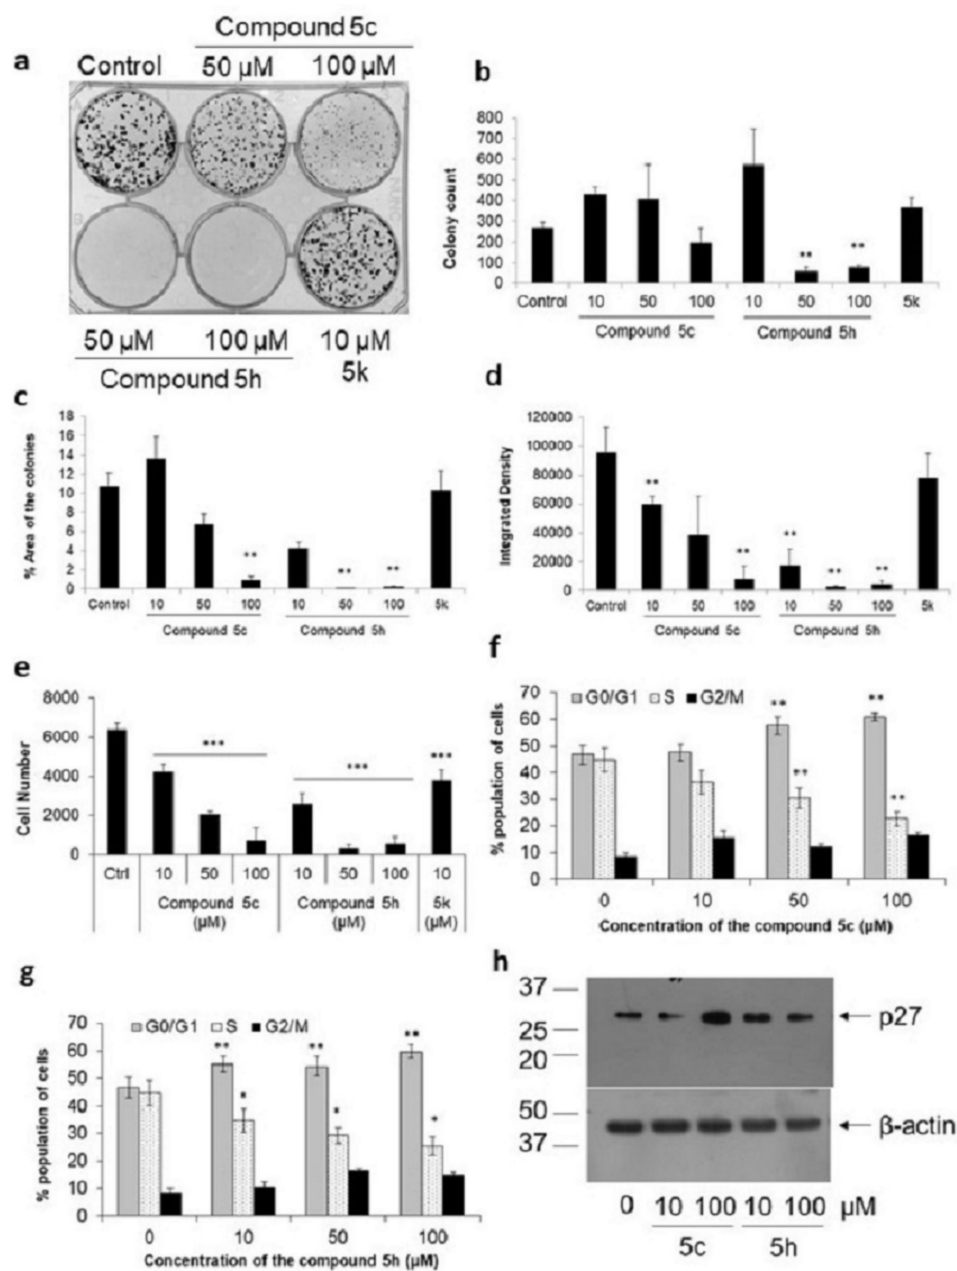 a
Compound 5c
Control 50 µM 100 µM
50 µM 100 µM 10 µM
Compound 5h 5k
b
Colony count
800
700
600
500
400
300
200
100
0
** **
Control 10 50 100 10 50 100 5k
Compound 5c Compound 5h
c
% Area of the colonies
18
16
14
12
10
8
6
4
2
0
** ** **
Control 10 50 100 10 50 100 5k
Compound 5c Compound 5h
d
Integrated Density
120000
100000
80000
60000
40000
20000
0
** ** ** ** **
Control 10 50 100 10 50 100 5k
Compound 5c Compound 5h
e
Cell Number
8000
6000
4000
2000
0
*** *** ***
Ctrl 10 50 100 10 50 100 10
Compound 5c (µM) Compound 5h (µM) 5k (µM)
f
% population of cells
70
60
50
40
30
20
10
0
G0/G1 S G2/M
** **
** **
0 10 50 100
Concentration of the compound 5c (µM)
g
% population of cells
70
60
50
40
30
20
10
0
G0/G1 S G2/M
** ** **
* * *
0 10 50 100
Concentration of the compound 5h (µM)
h
37
25
20
p27
50
37
β-actin
0 10 100 10 100 µM
5c 5h